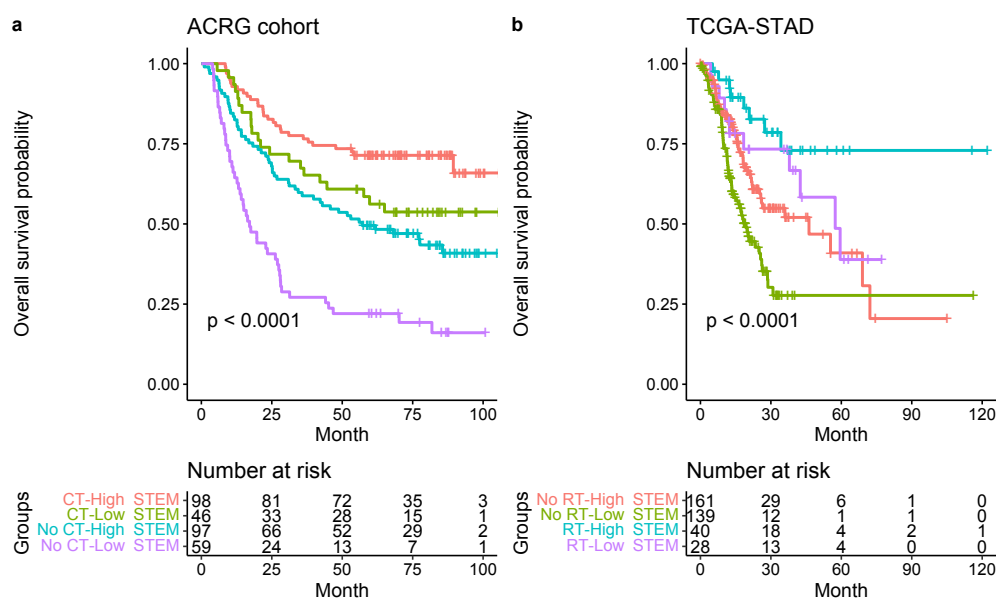 a
ACRG cohort
Overall survival probability
1.00
0.75
0.50
0.25
0.00
p < 0.0001
0 25 50 75 100
Month
Number at risk
Groups
CT-High STEM 98 81 72 35 3
CT-Low STEM 46 33 28 15 1
No CT-High STEM 97 66 52 29 2
No CT-Low STEM 59 24 13 7 1
0 25 50 75 100
Month
b
TCGA-STAD
Overall survival probability
1.00
0.75
0.50
0.25
0.00
p < 0.0001
0 30 60 90 120
Month
Number at risk
Groups
No RT-High STEM 161 29 6 1 0
No RT-Low STEM 139 12 1 1 0
RT-High STEM 40 18 4 2 1
RT-Low STEM 28 13 4 0 0
0 30 60 90 120
Month